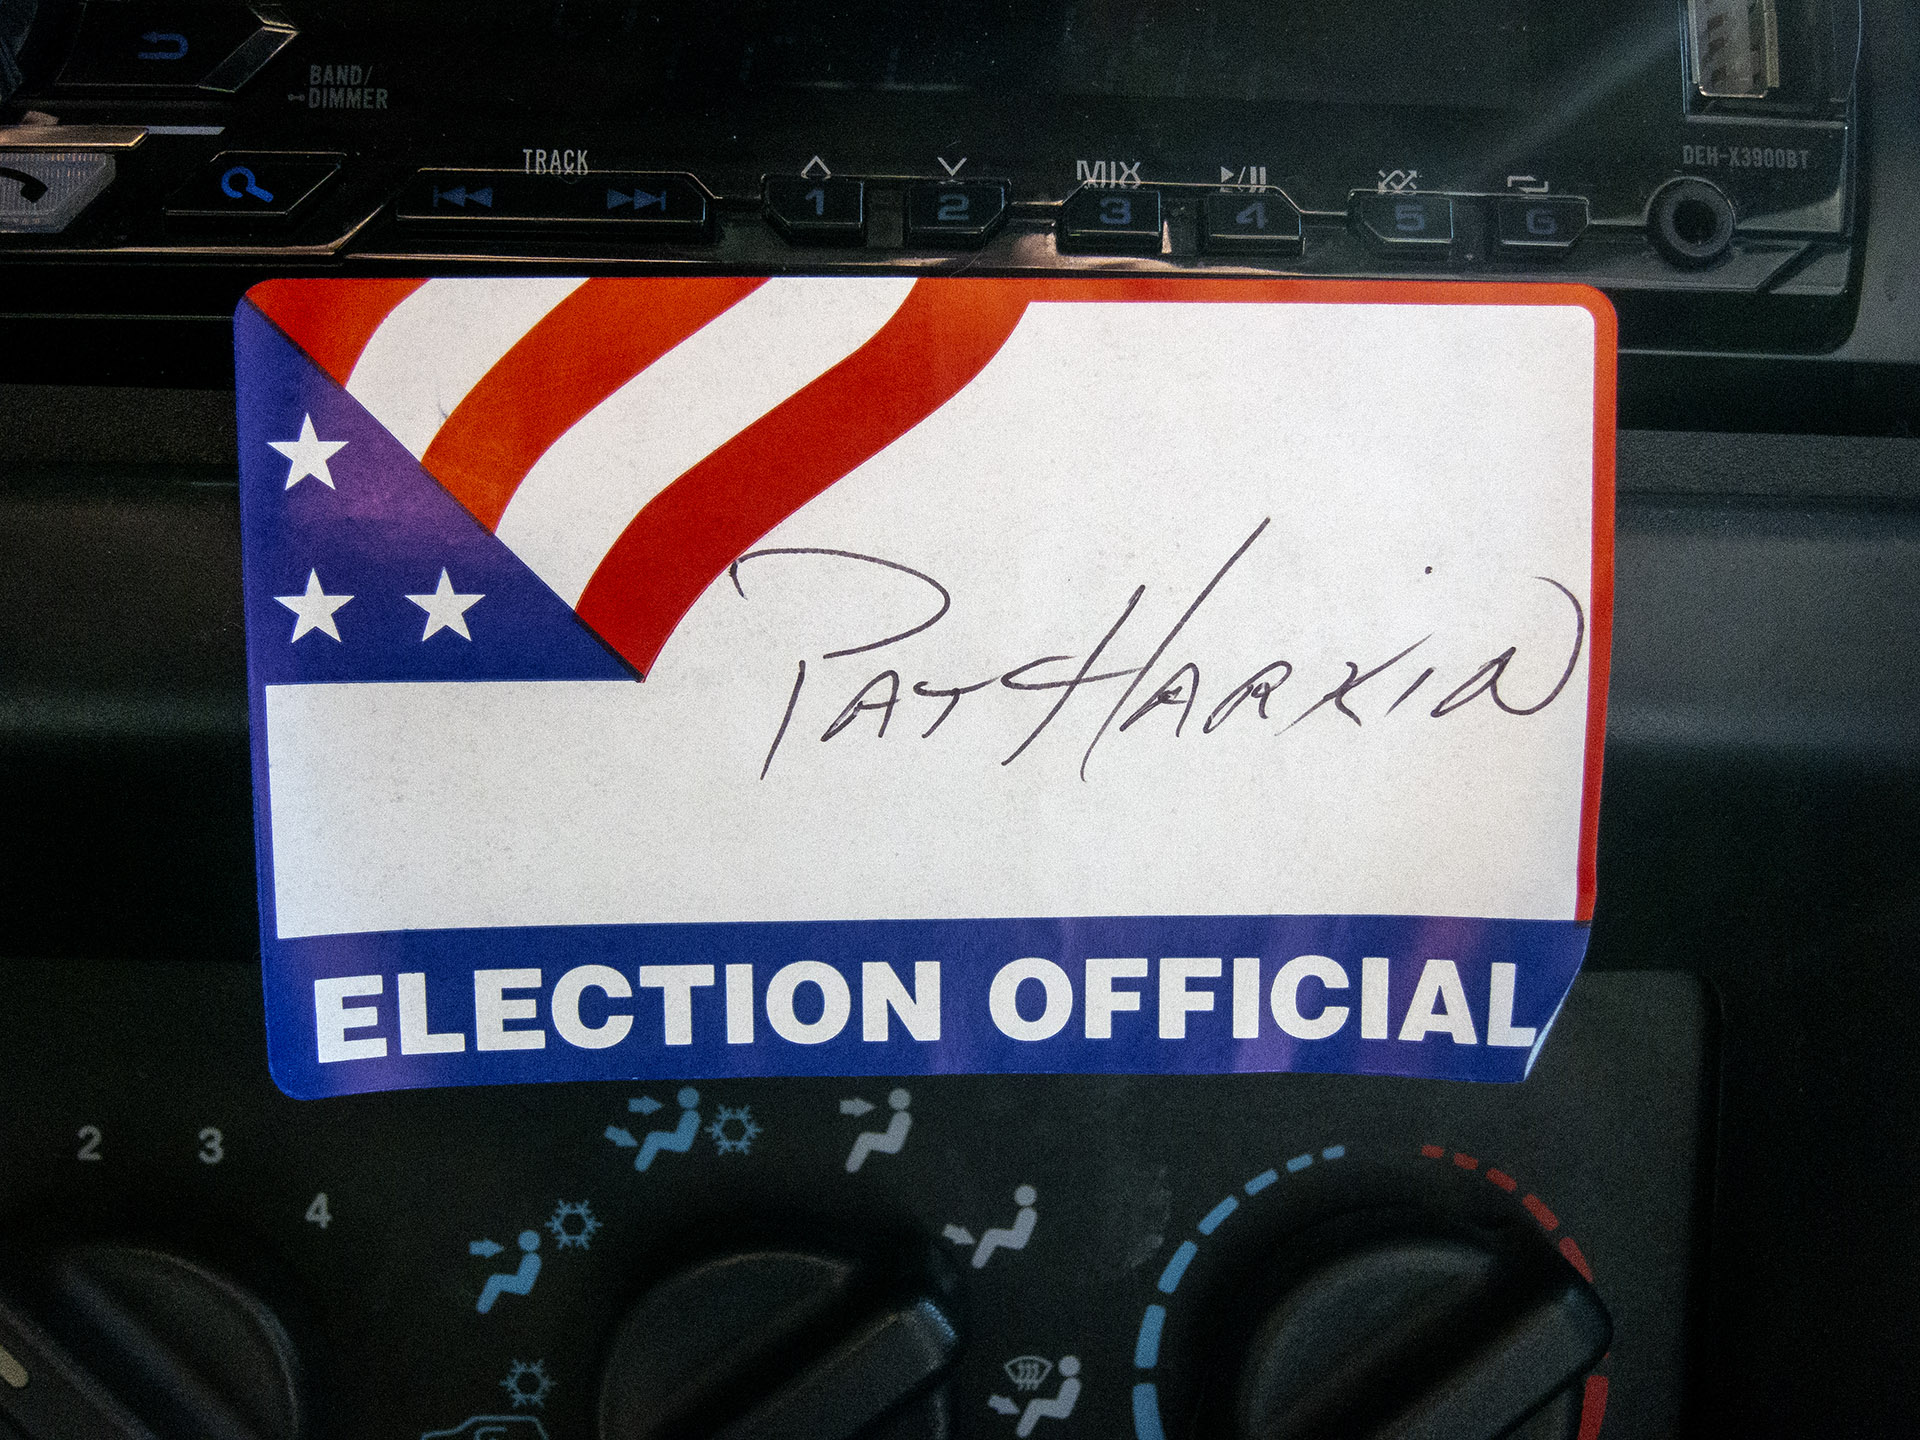 BAND/
DIMMER
TRACK
1
2
MIX
3
4
5
6
DEH-X3900BT
Pat Harkin
ELECTION OFFICIAL
2
3
4